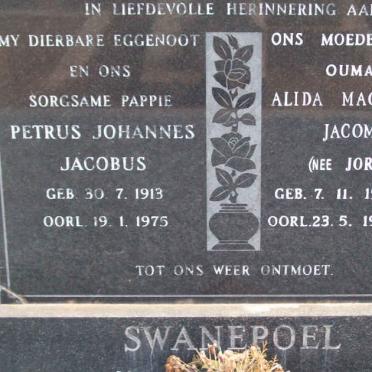 IN LIEFDEVOLLE HERINNERING
MY DIERBARE EGGENOOT
EN ONS
SORGSAME PAPPIE
PETRUS JOHANNES
JACOBUS
GEB. 30. 7. 1913
OORL. 19. 1. 1975
ONS
OUMA
ALIDA
(NEE
GEB. 7. 11.
OORL. 23. 5.
TOT ONS WEER ONTMOET.
SWANEPOEL